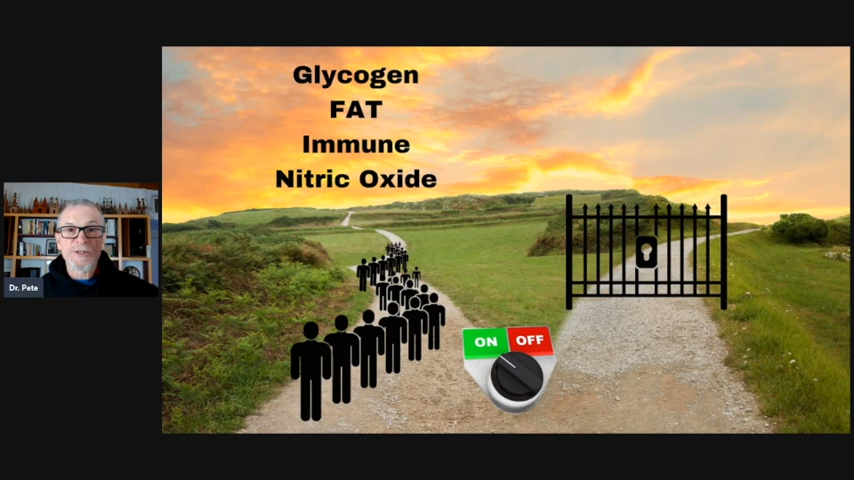 Glycogen
FAT
Immune
Nitric Oxide
ON OFF
Dr. Pete